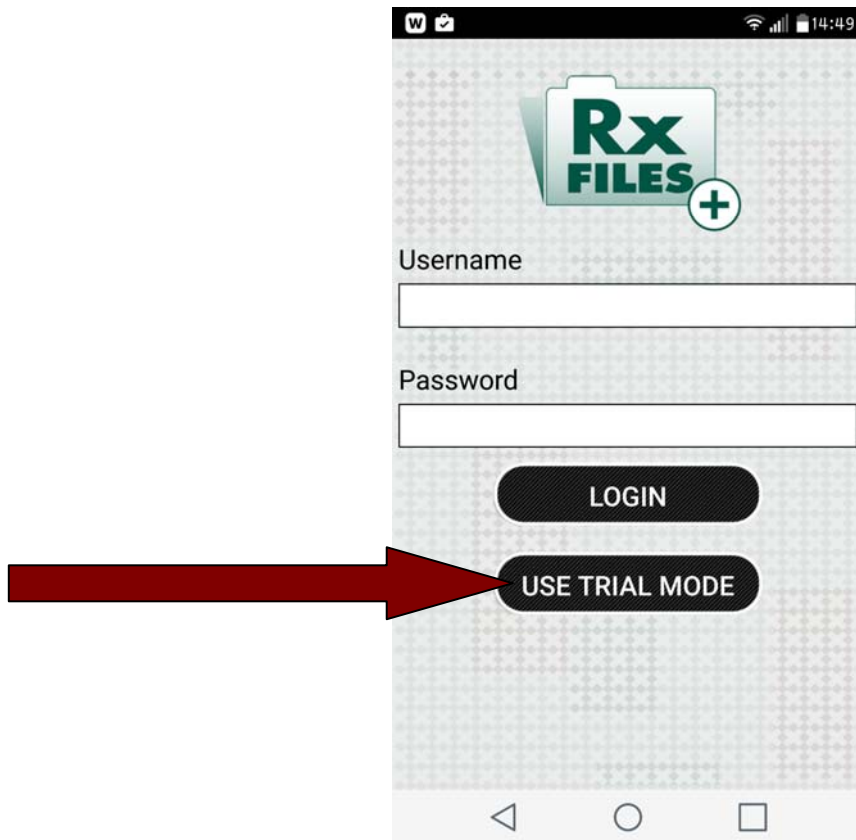 W 14:49
Rx
FILES
+
Username
Password
LOGIN
USE TRIAL MODE